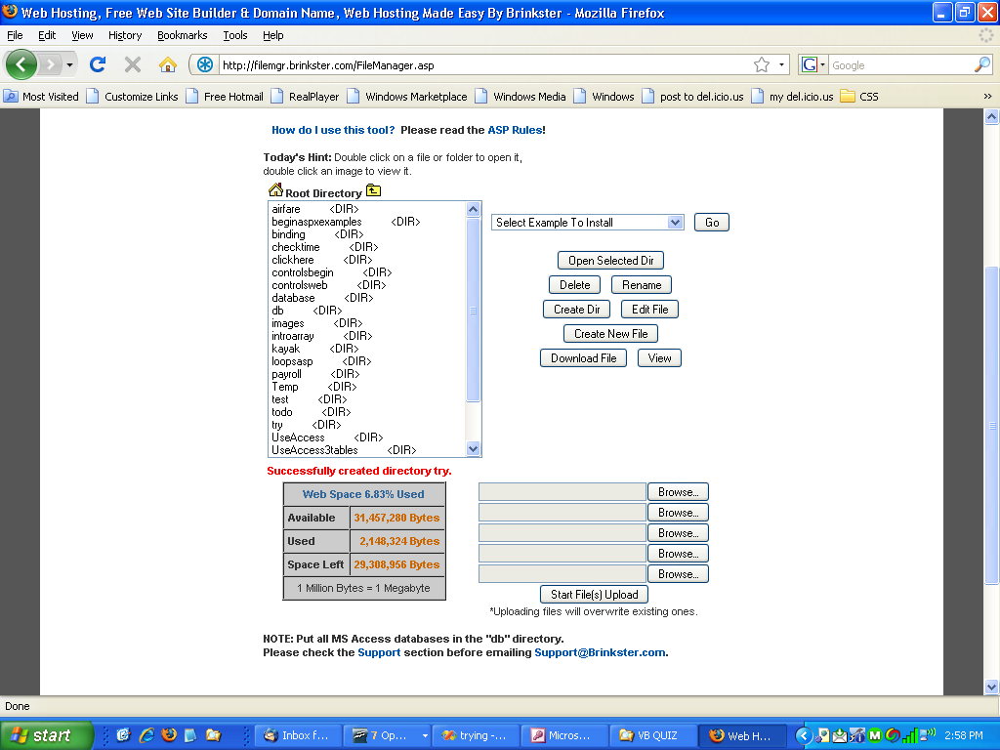 Web Hosting, Free Web Site Builder & Domain Name, Web Hosting Made Easy By Brinkster - Mozilla Firefox
File Edit View History Bookmarks Tools Help
http://filemgr.brinkster.com/FileManager.asp
Google
Most Visited Customize Links Free Hotmail RealPlayer Windows Marketplace Windows Media Windows post to del.icio.us my del.icio.us CSS »
How do I use this tool? Please read the ASP Rules!
Today's Hint: Double click on a file or folder to open it,
double click an image to view it.
Root Directory
airfare <DIR>
beginaspxexamples <DIR>
binding <DIR>
checktime <DIR>
clickhere <DIR>
controlsbegin <DIR>
controlsweb <DIR>
database <DIR>
db <DIR>
images <DIR>
introarray <DIR>
kayak <DIR>
loopsasp <DIR>
payroll <DIR>
Temp <DIR>
test <DIR>
todo <DIR>
try <DIR>
UseAccess <DIR>
UseAccess3tables <DIR>
Select Example To Install Go
Open Selected Dir
Delete Rename
Create Dir Edit File
Create New File
Download File View
Successfully created directory try.
Web Space 6.83% Used
Available 31,457,280 Bytes
Used 2,148,324 Bytes
Space Left 29,308,956 Bytes
1 Million Bytes = 1 Megabyte
Browse...
Browse...
Browse...
Browse...
Browse...
Start File(s) Upload
*Uploading files will overwrite existing ones.
NOTE: Put all MS Access databases in the "db" directory.
Please check the Support section before emailing Support@Brinkster.com.
Done
start Inbox f... 7 Op... trying -... Micros... VB QUIZ Web H... 2:58 PM